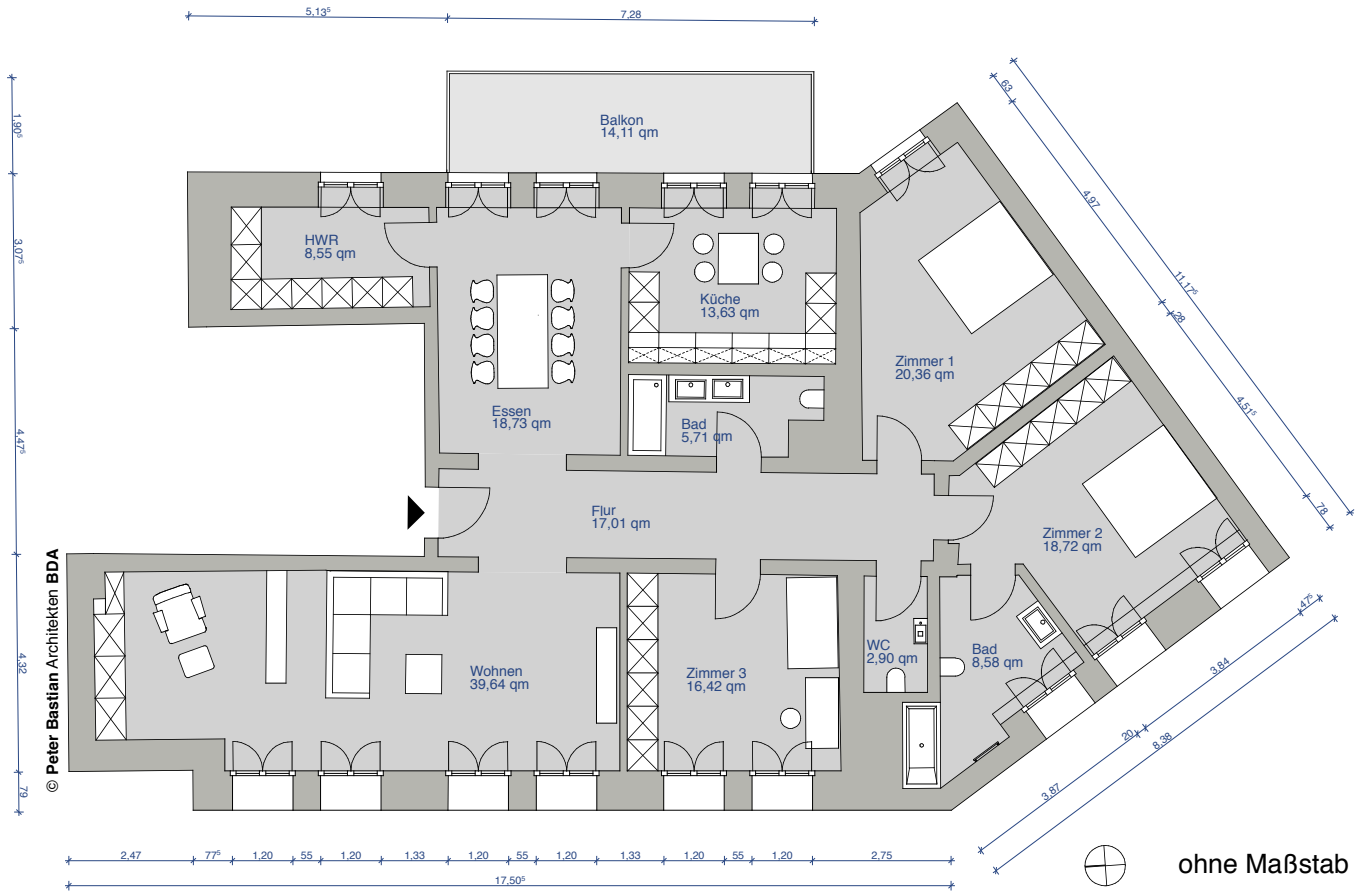 5,13⁵
7,28
1,90⁵
3,07⁵
4,47⁵
4,32
79
Balkon
14,11 qm
HWR
8,55 qm
Küche
13,63 qm
Essen
18,73 qm
Bad
5,71 qm
Zimmer 1
20,36 qm
Flur
17,01 qm
Zimmer 2
18,72 qm
Wohnen
39,64 qm
Zimmer 3
16,42 qm
WC
2,90 qm
Bad
8,58 qm
63
4,97
28
4,51⁵
78
11,17⁵
47⁵
3,84
20
3,87
8,38
© Peter Bastian Architekten BDA
2,47
77⁵
1,20
55
1,20
1,33
1,20
55
1,20
1,33
1,20
55
1,20
2,75
17,50⁵
ohne Maßstab